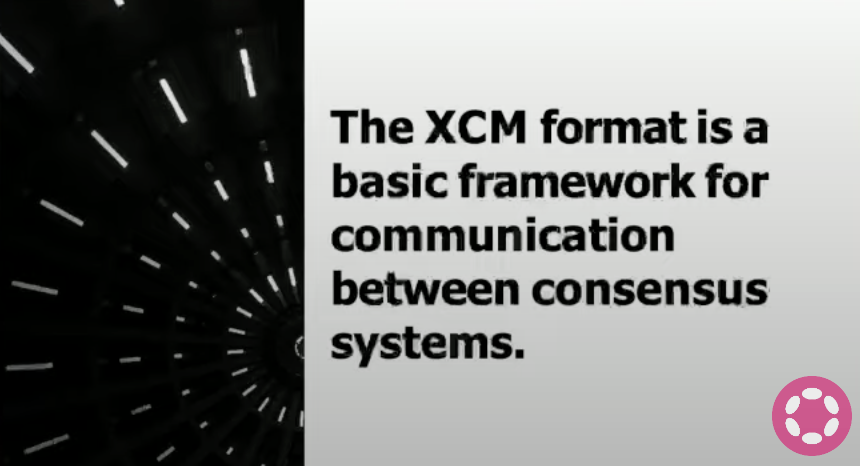 The XCM format is a
basic framework for
communication
between consensus
systems.